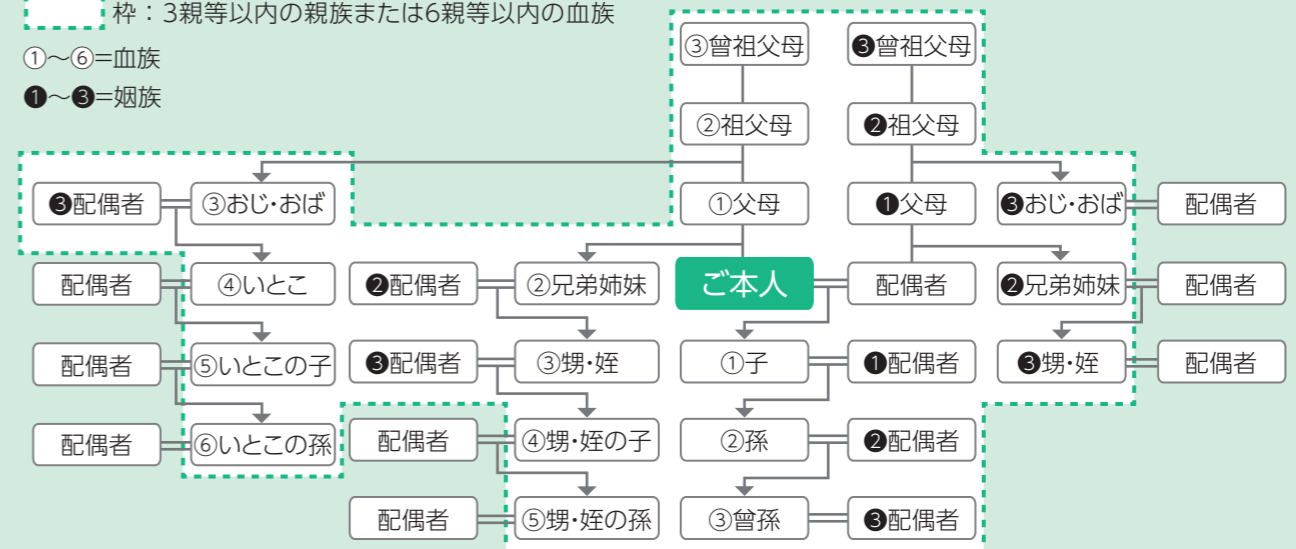 枠：3親等以内の親族または6親等以内の血族
①～⑥=血族
❶～❸=姻族
③曾祖父母
❸曾祖父母
②祖父母
❷祖父母
❸配偶者
③おじ・おば
①父母
❶父母
❸おじ・おば
配偶者
配偶者
④いとこ
❷配偶者
②兄弟姉妹
ご本人
配偶者
❷兄弟姉妹
配偶者
配偶者
⑤いとこの子
❸配偶者
③甥・姪
①子
❶配偶者
❸甥・姪
配偶者
配偶者
⑥いとこの孫
配偶者
④甥・姪の子
②孫
❷配偶者
配偶者
⑤甥・姪の孫
③曾孫
❸配偶者